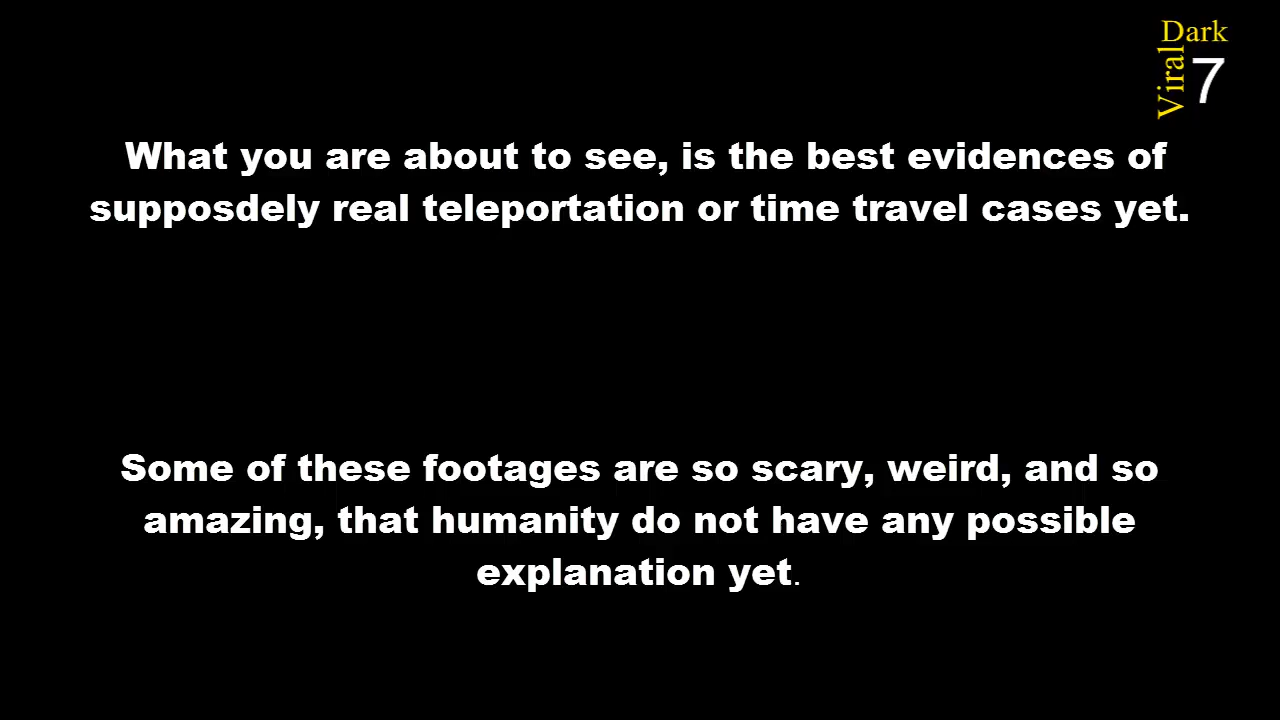 Dark
Viral
7
What you are about to see, is the best evidences of
supposdely real teleportation or time travel cases yet.
Some of these footages are so scary, weird, and so
amazing, that humanity do not have any possible
explanation yet.